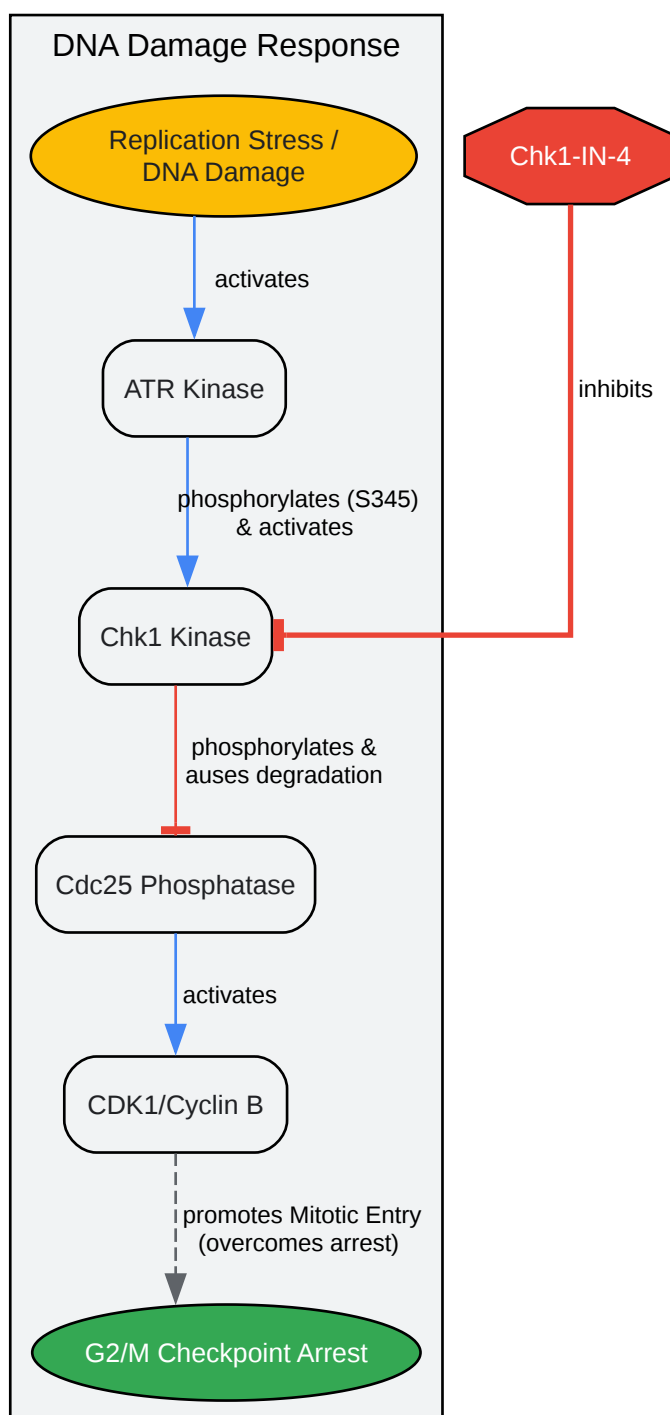 DNA Damage Response
Replication Stress /
DNA Damage
Chk1-IN-4
activates
ATR Kinase
inhibits
phosphorylates (S345)
& activates
Chk1 Kinase
phosphorylates &
auses degradation
Cdc25 Phosphatase
activates
CDK1/Cyclin B
promotes Mitotic Entry
(overcomes arrest)
G2/M Checkpoint Arrest